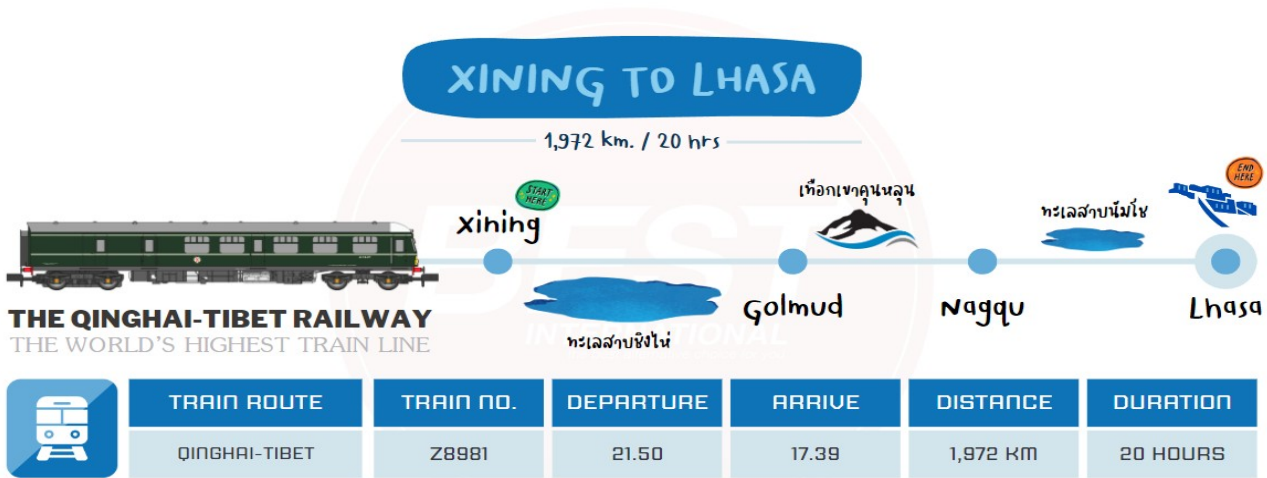 XINING TO LHASA
1,972 km. / 20 hrs
START HERE
END HERE
Xining
เทือกเขาคุนหลุน
ทะเลสาบนัมโซ
Golmud
Nagqu
Lhasa
ทะเลสาบชิงไห่
BEST
INTERNATIONAL
THE QINGHAI-TIBET RAILWAY
THE WORLD'S HIGHEST TRAIN LINE
TRAIN ROUTE TRAIN NO. DEPARTURE ARRIVE DISTANCE DURATION
QINGHAI-TIBET Z8981 21.50 17.39 1,972 KM 20 HOURS